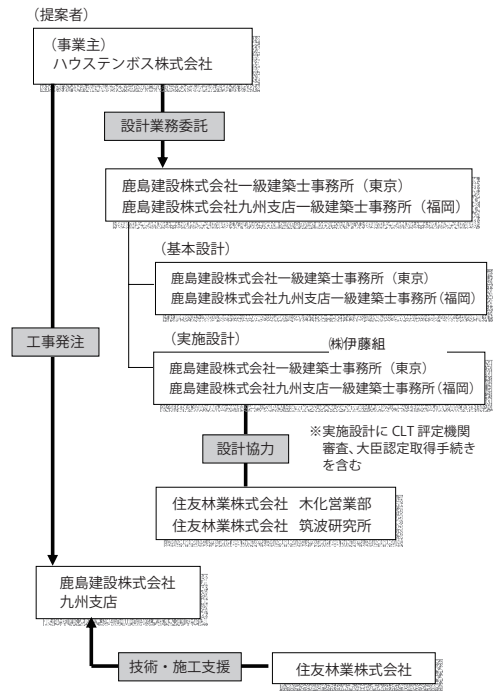 （提案者）
（事業主）
ハウステンボス株式会社
設計業務委託
鹿島建設株式会社一級建築士事務所（東京）
鹿島建設株式会社九州支店一級建築士事務所（福岡）
（基本設計）
鹿島建設株式会社一級建築士事務所（東京）
鹿島建設株式会社九州支店一級建築士事務所（福岡）
工事発注
（実施設計）
㈱伊藤組
鹿島建設株式会社一級建築士事務所（東京）
鹿島建設株式会社九州支店一級建築士事務所（福岡）
設計協力
※実施設計に CLT 評定機関
審査、大臣認定取得手続き
を含む
住友林業株式会社 木化営業部
住友林業株式会社 筑波研究所
鹿島建設株式会社
九州支店
技術・施工支援
住友林業株式会社